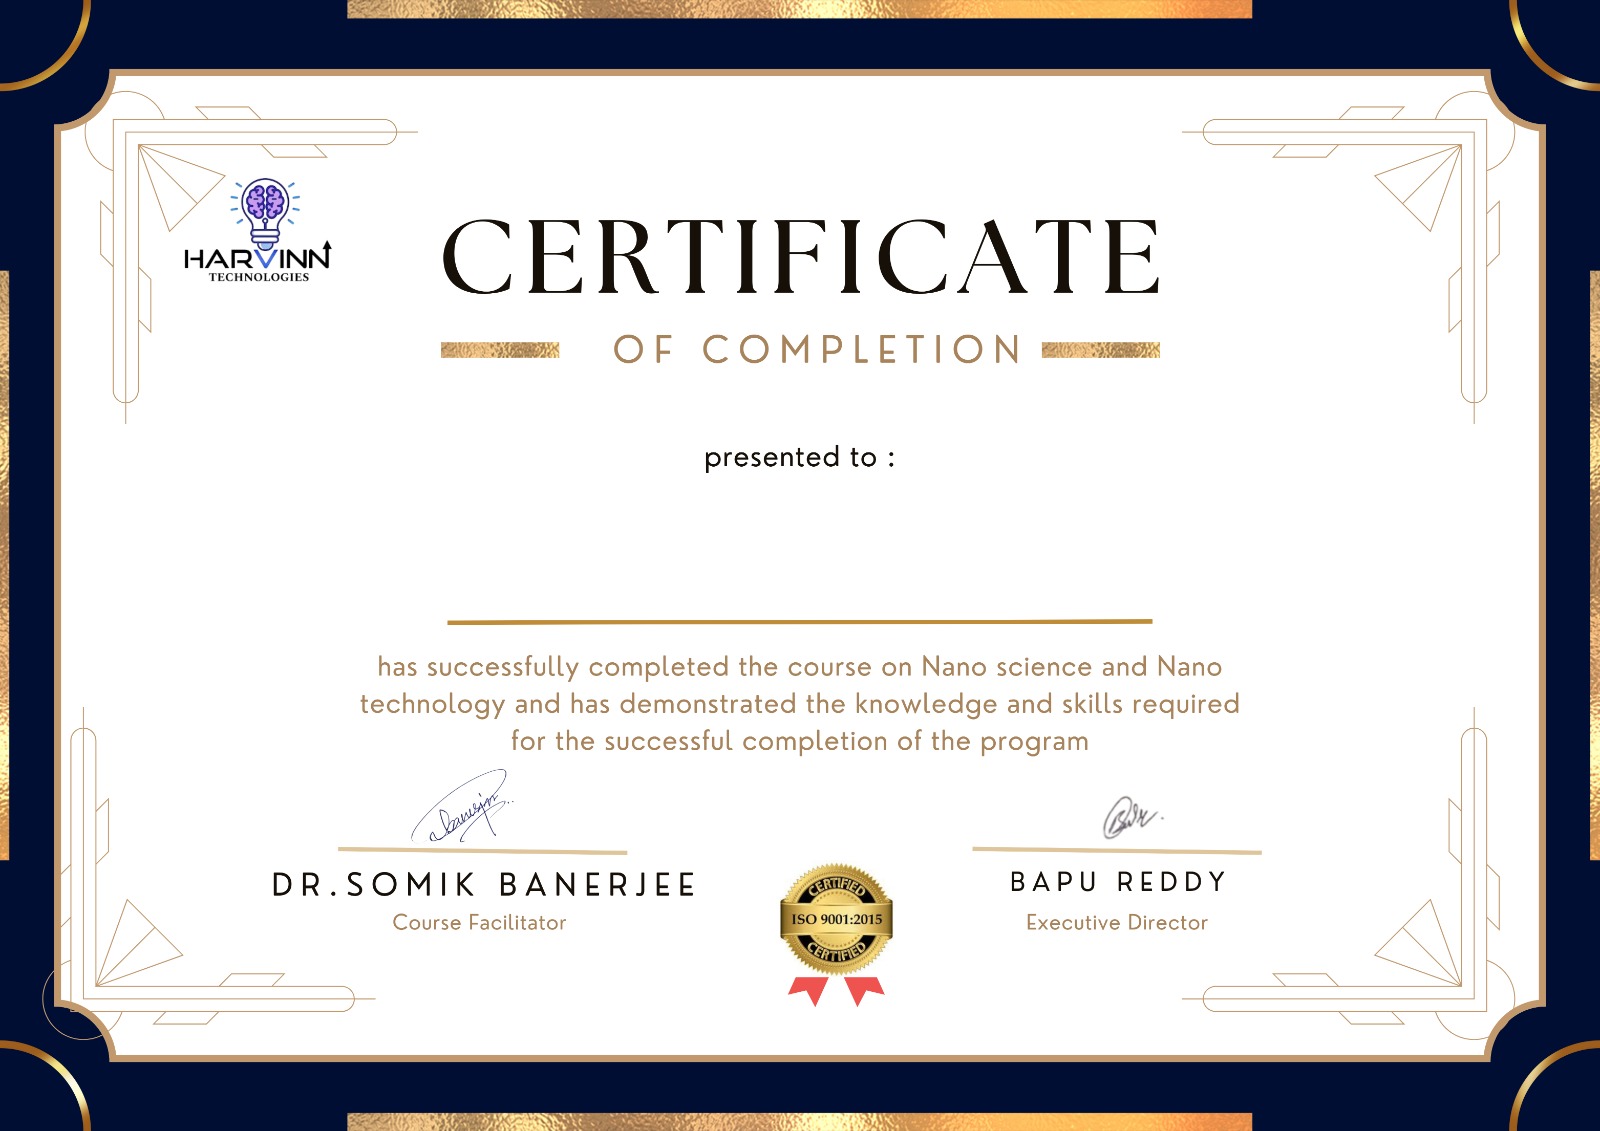 HARVINN
TECHNOLOGIES
CERTIFICATE
OF COMPLETION
presented to :
has successfully completed the course on Nano science and Nano
technology and has demonstrated the knowledge and skills required
for the successful completion of the program
DR.SOMIK BANERJEE
Course Facilitator
CERTIFIED
ISO 9001:2015
CERTIFIED
BAPU REDDY
Executive Director